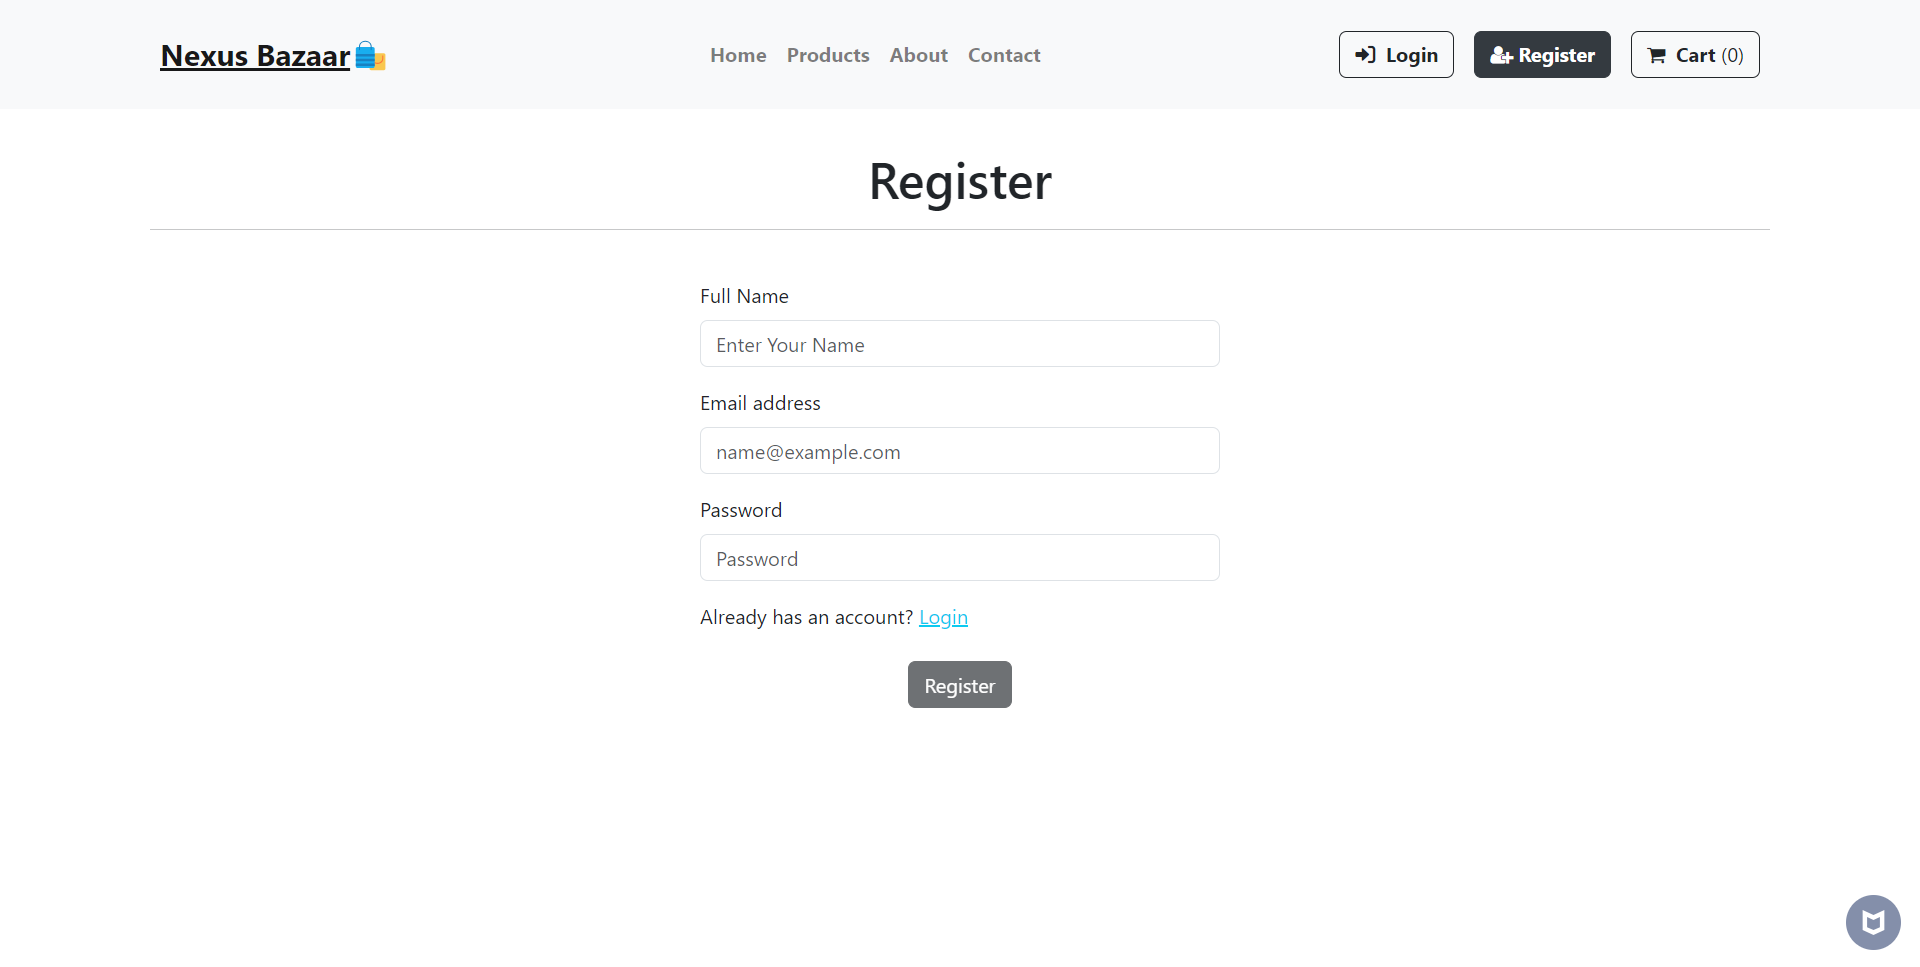 Nexus Bazaar
Home Products About Contact
Login Register Cart (0)
Register
Full Name
Enter Your Name
Email address
name@example.com
Password
Password
Already has an account? Login
Register